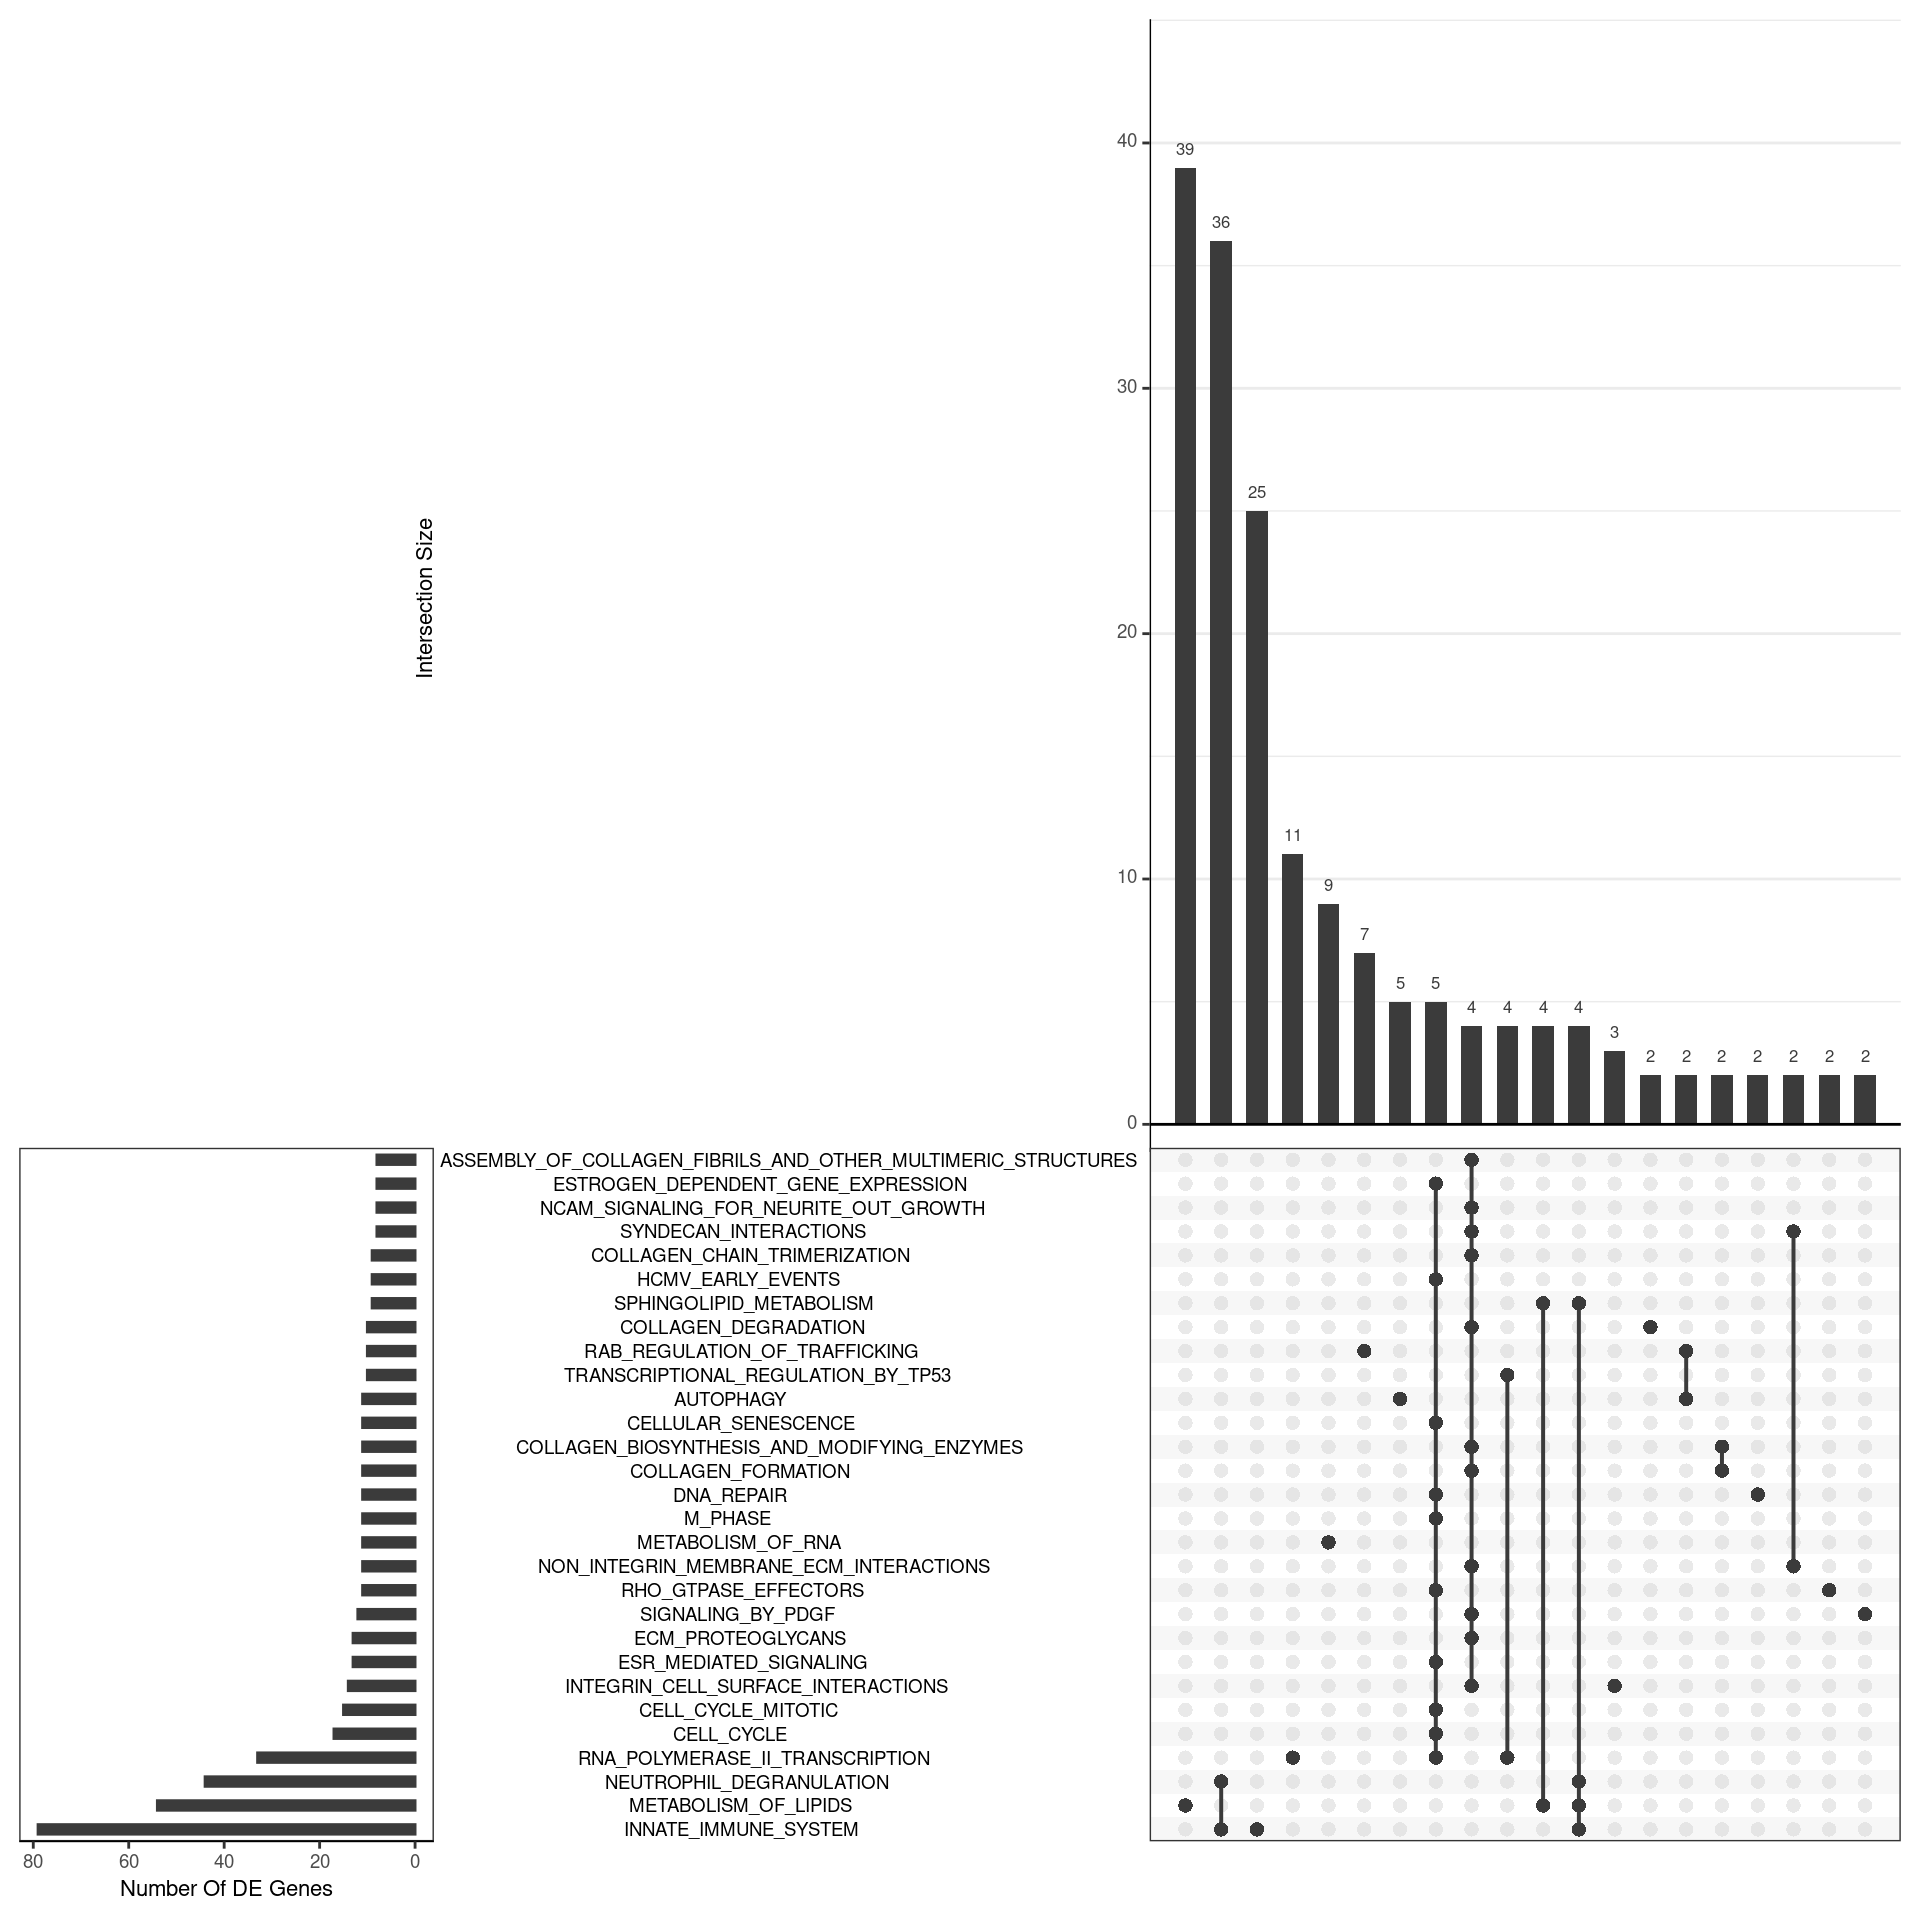 40
30
20
10
0
Intersection Size
39
36
25
11
9
7
5
5
4
4
4
4
3
2
2
2
2
2
2
2
ASSEMBLY_OF_COLLAGEN_FIBRILS_AND_OTHER_MULTIMERIC_STRUCTURES
ESTROGEN_DEPENDENT_GENE_EXPRESSION
NCAM_SIGNALING_FOR_NEURITE_OUT_GROWTH
SYNDECAN_INTERACTIONS
COLLAGEN_CHAIN_TRIMERIZATION
HCMV_EARLY_EVENTS
SPHINGOLIPID_METABOLISM
COLLAGEN_DEGRADATION
RAB_REGULATION_OF_TRAFFICKING
TRANSCRIPTIONAL_REGULATION_BY_TP53
AUTOPHAGY
CELLULAR_SENESCENCE
COLLAGEN_BIOSYNTHESIS_AND_MODIFYING_ENZYMES
COLLAGEN_FORMATION
DNA_REPAIR
M_PHASE
METABOLISM_OF_RNA
NON_INTEGRIN_MEMBRANE_ECM_INTERACTIONS
RHO_GTPASE_EFFECTORS
SIGNALING_BY_PDGF
ECM_PROTEOGLYCANS
ESR_MEDIATED_SIGNALING
INTEGRIN_CELL_SURFACE_INTERACTIONS
CELL_CYCLE_MITOTIC
CELL_CYCLE
RNA_POLYMERASE_II_TRANSCRIPTION
NEUTROPHIL_DEGRANULATION
METABOLISM_OF_LIPIDS
INNATE_IMMUNE_SYSTEM
80 60 40 20 0
Number Of DE Genes